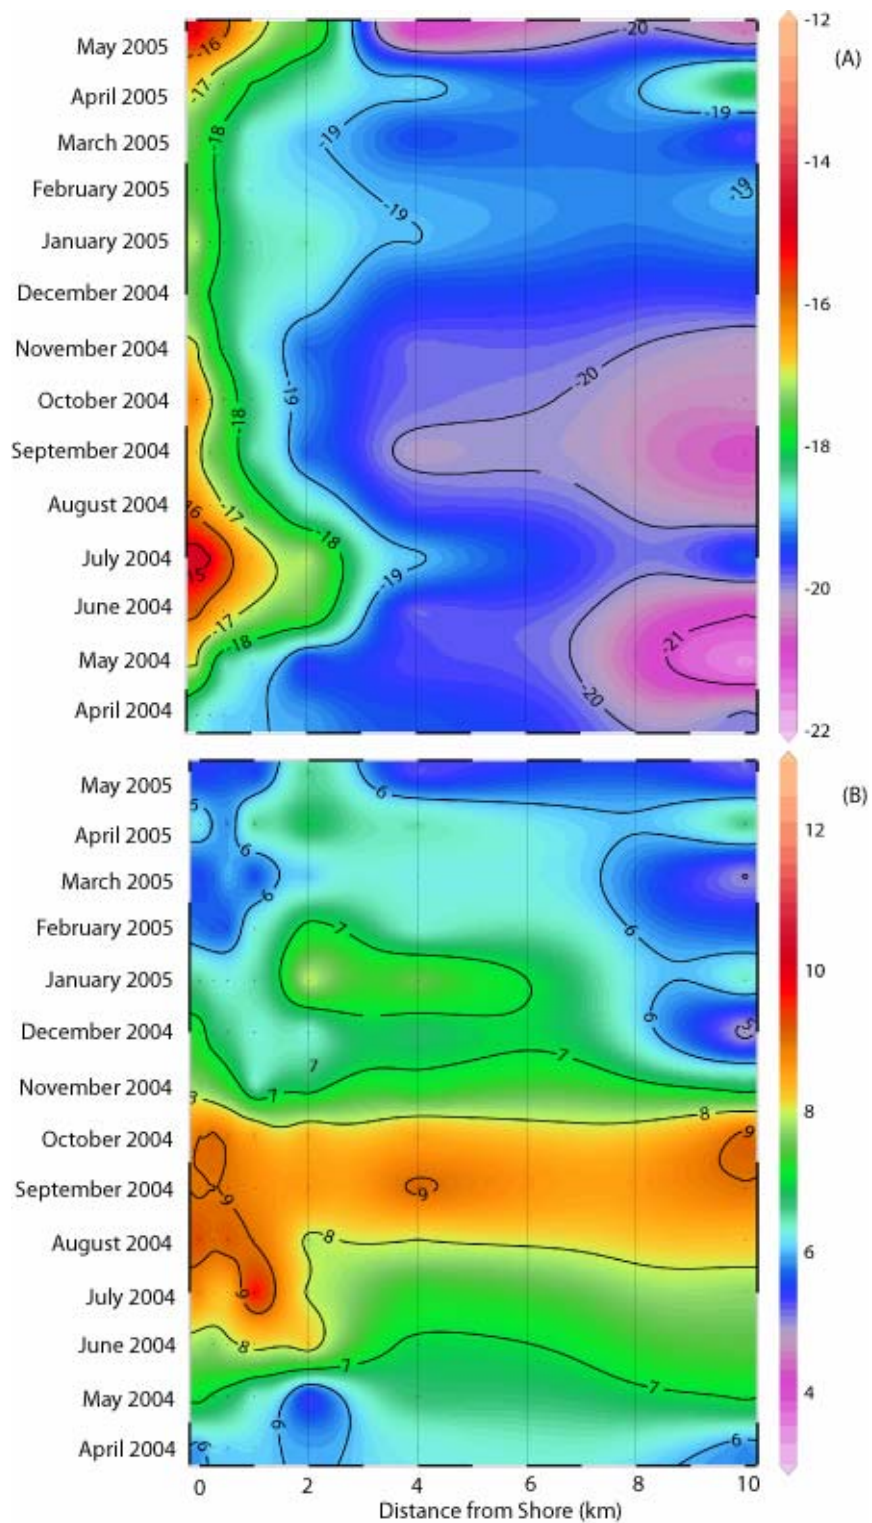 May 2005
April 2005
March 2005
February 2005
January 2005
December 2004
November 2004
October 2004
September 2004
August 2004
July 2004
June 2004
May 2004
April 2004
-16
-17
-18
-19
-19
-20
-19
-19
-20
-19
-18
16
-17
-18
15
-19
-17
-18
-21
-20
-12
-14
-16
-18
-20
-22
(A)
May 2005
April 2005
March 2005
February 2005
January 2005
December 2004
November 2004
October 2004
September 2004
August 2004
July 2004
June 2004
May 2004
April 2004
6
5
6
6
7
6
6
5
7
7
7
8
8
9
9
9
8
9
8
7
7
6
6
6
12
10
8
6
4
(B)
0 2 4 6 8 10
Distance from Shore (km)